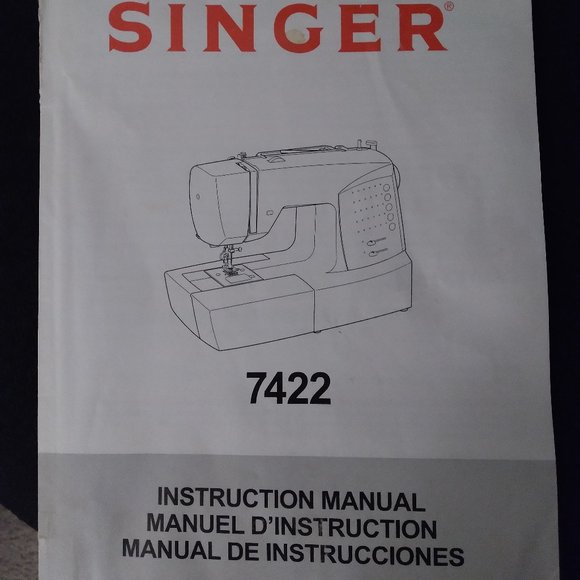 SINGER®
7422
INSTRUCTION MANUAL
MANUEL D'INSTRUCTION
MANUAL DE INSTRUCCIONES